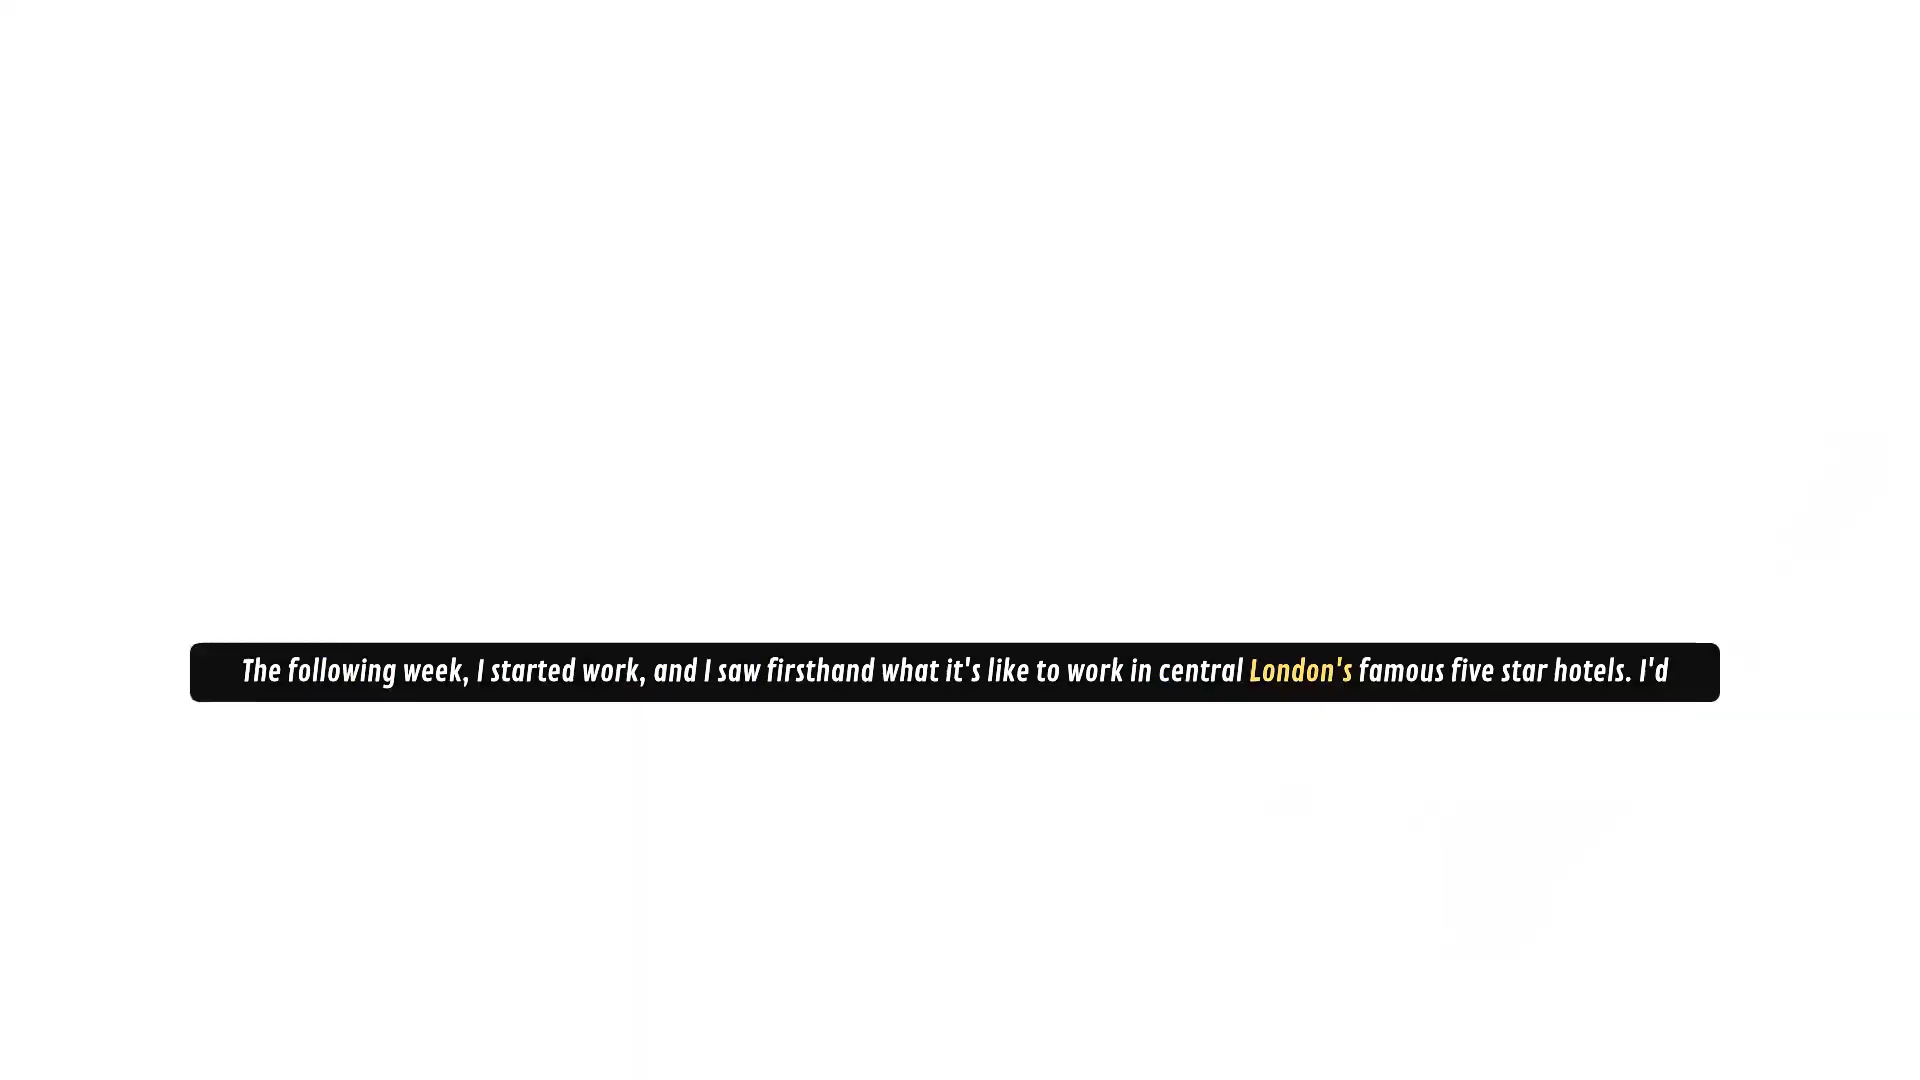 The following week, I started work, and I saw firsthand what it's like to work in central London's famous five star hotels. I'd